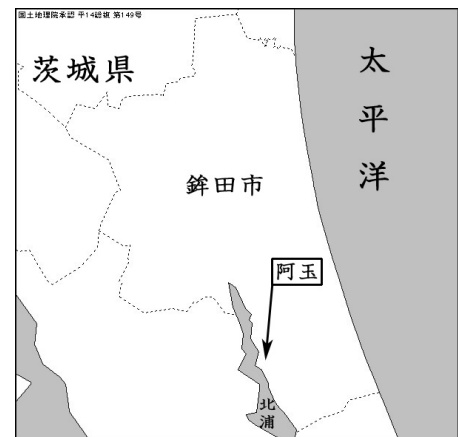 国土地理院承認 平14総複 第149号
茨城県
太平洋
鉾田市
阿玉
北浦